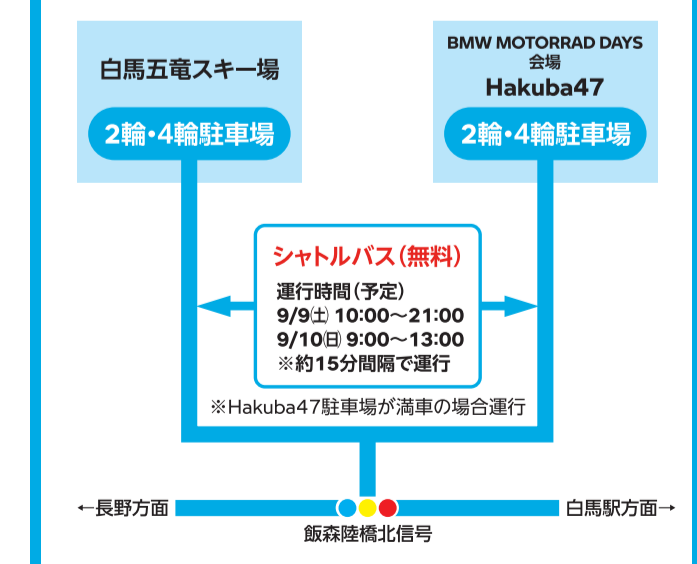 白馬五竜スキー場
2輪・4輪駐車場
BMW MOTORRAD DAYS
会場
Hakuba47
2輪・4輪駐車場
シャトルバス（無料）
運行時間（予定）
9/9㈯ 10:00〜21:00
9/10㈰ 9:00〜13:00
※約15分間隔で運行
※Hakuba47駐車場が満車の場合運行
←長野方面
白馬駅方面→
飯森陸橋北信号